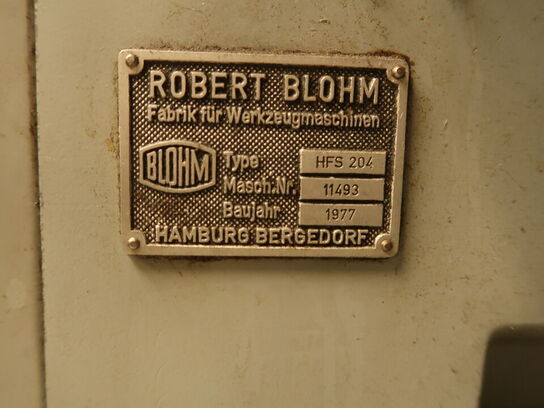 ROBERT BLOHM
Fabrik für Werkzeugmaschinen
BLOHM
Type HFS 204
Masch.Nr. 11493
Baujahr 1977
HAMBURG BERGEDORF